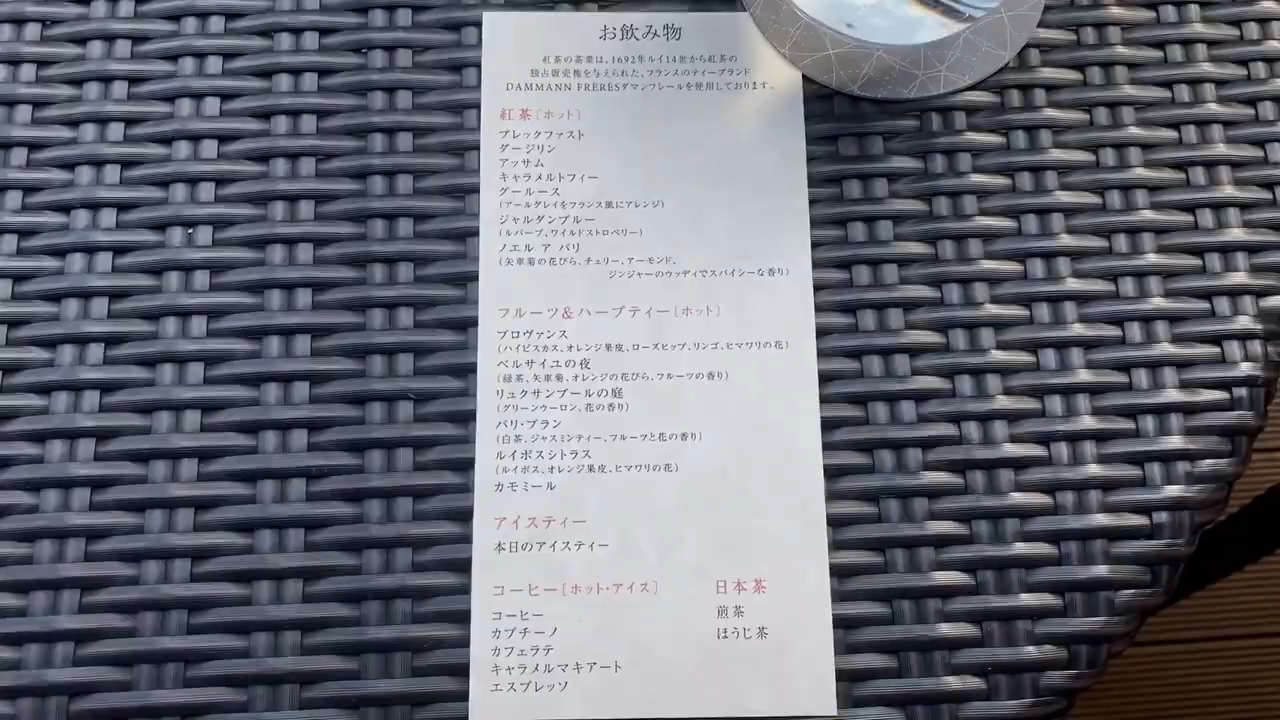 お飲み物
紅茶の茶葉は、1692年ルイ14世から紅茶の
独占販売権を与えられた、フランスのティーブランド
DAMMANN FRÈRESダマンフレールを使用しております。
紅茶［ホット］
ブレックファスト
ダージリン
アッサム
キャラメルトフィー
グールース
（アールグレイをフランス風にアレンジ）
ジャルダンブルー
（ルバーブ、ワイルドストロベリー）
ノエル ア パリ
（矢車菊の花びら、チェリー、アーモンド、
ジンジャーのウッディでスパイシーな香り）
フルーツ＆ハーブティー［ホット］
プロヴァンス
（ハイビスカス、オレンジ果皮、ローズヒップ、リンゴ、ヒマワリの花）
ベルサイユの夜
（緑茶、矢車菊、オレンジの花びら、フルーツの香り）
リュクサンブールの庭
（グリーンウーロン、花の香り）
パリ・ブラン
（白茶、ジャスミンティー、フルーツと花の香り）
ルイボスシトラス
（ルイボス、オレンジ果皮、ヒマワリの花）
カモミール
アイスティー
本日のアイスティー
コーヒー［ホット・アイス］
コーヒー
カプチーノ
カフェラテ
キャラメルマキアート
エスプレッソ
日本茶
煎茶
ほうじ茶